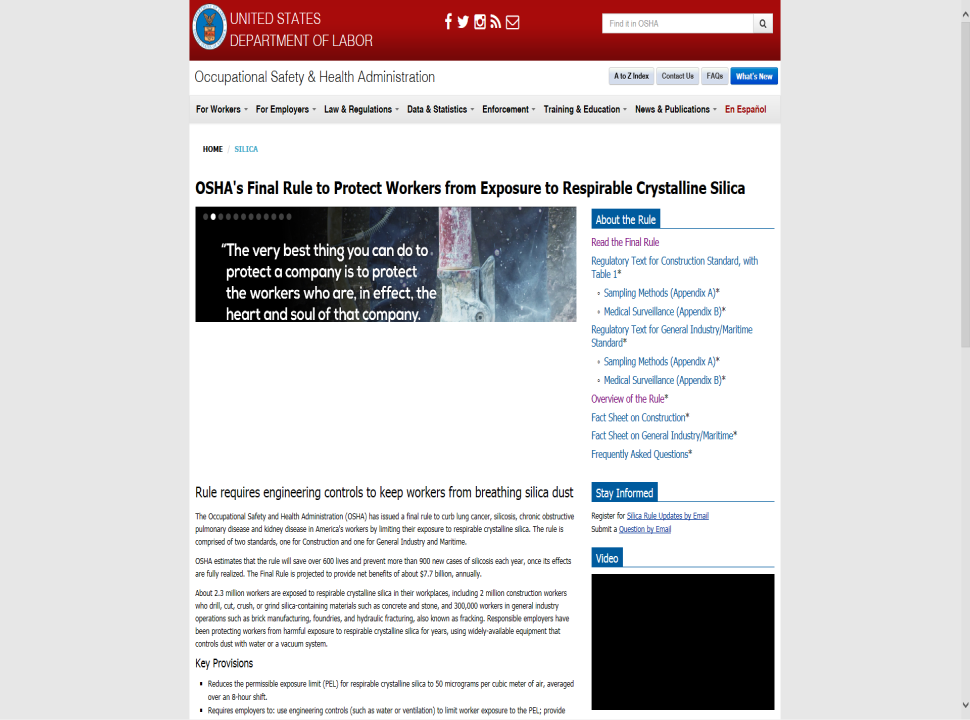 UNITED STATES
DEPARTMENT OF LABOR
Find it in OSHA
Occupational Safety & Health Administration
A to Z Index
Contact Us
FAQs
What's New
For Workers
For Employers
Law & Regulations
Data & Statistics
Enforcement
Training & Education
News & Publications
En Español
HOME / SILICA
OSHA's Final Rule to Protect Workers from Exposure to Respirable Crystalline Silica
"The very best thing you can do to
protect a company is to protect
the workers who are, in effect, the
heart and soul of that company.
Rule requires engineering controls to keep workers from breathing silica dust
The Occupational Safety and Health Administration (OSHA) has issued a final rule to curb lung cancer, silicosis, chronic obstructive
pulmonary disease and kidney disease in America's workers by limiting their exposure to respirable crystalline silica. The rule is
comprised of two standards, one for Construction and one for General Industry and Maritime.
OSHA estimates that the rule will save over 600 lives and prevent more than 900 new cases of silicosis each year, once its effects
are fully realized. The Final Rule is projected to provide net benefits of about $7.7 billion, annually.
About 2.3 million workers are exposed to respirable crystalline silica in their workplaces, including 2 million construction workers
who drill, cut, crush, or grind silica-containing materials such as concrete and stone, and 300,000 workers in general industry
operations such as brick manufacturing, foundries, and hydraulic fracturing, also known as fracking. Responsible employers have
been protecting workers from harmful exposure to respirable crystalline silica for years, using widely-available equipment that
controls dust with water or a vacuum system.
Key Provisions
Reduces the permissible exposure limit (PEL) for respirable crystalline silica to 50 micrograms per cubic meter of air, averaged
over an 8-hour shift.
Requires employers to: use engineering controls (such as water or ventilation) to limit worker exposure to the PEL; provide
About the Rule
Read the Final Rule
Regulatory Text for Construction Standard, with
Table 1*
Sampling Methods (Appendix A)*
Medical Surveillance (Appendix B)*
Regulatory Text for General Industry/Maritime
Standard*
Sampling Methods (Appendix A)*
Medical Surveillance (Appendix B)*
Overview of the Rule*
Fact Sheet on Construction*
Fact Sheet on General Industry/Maritime*
Frequently Asked Questions*
Stay Informed
Register for Silica Rule Updates by Email
Submit a Question by Email
Video